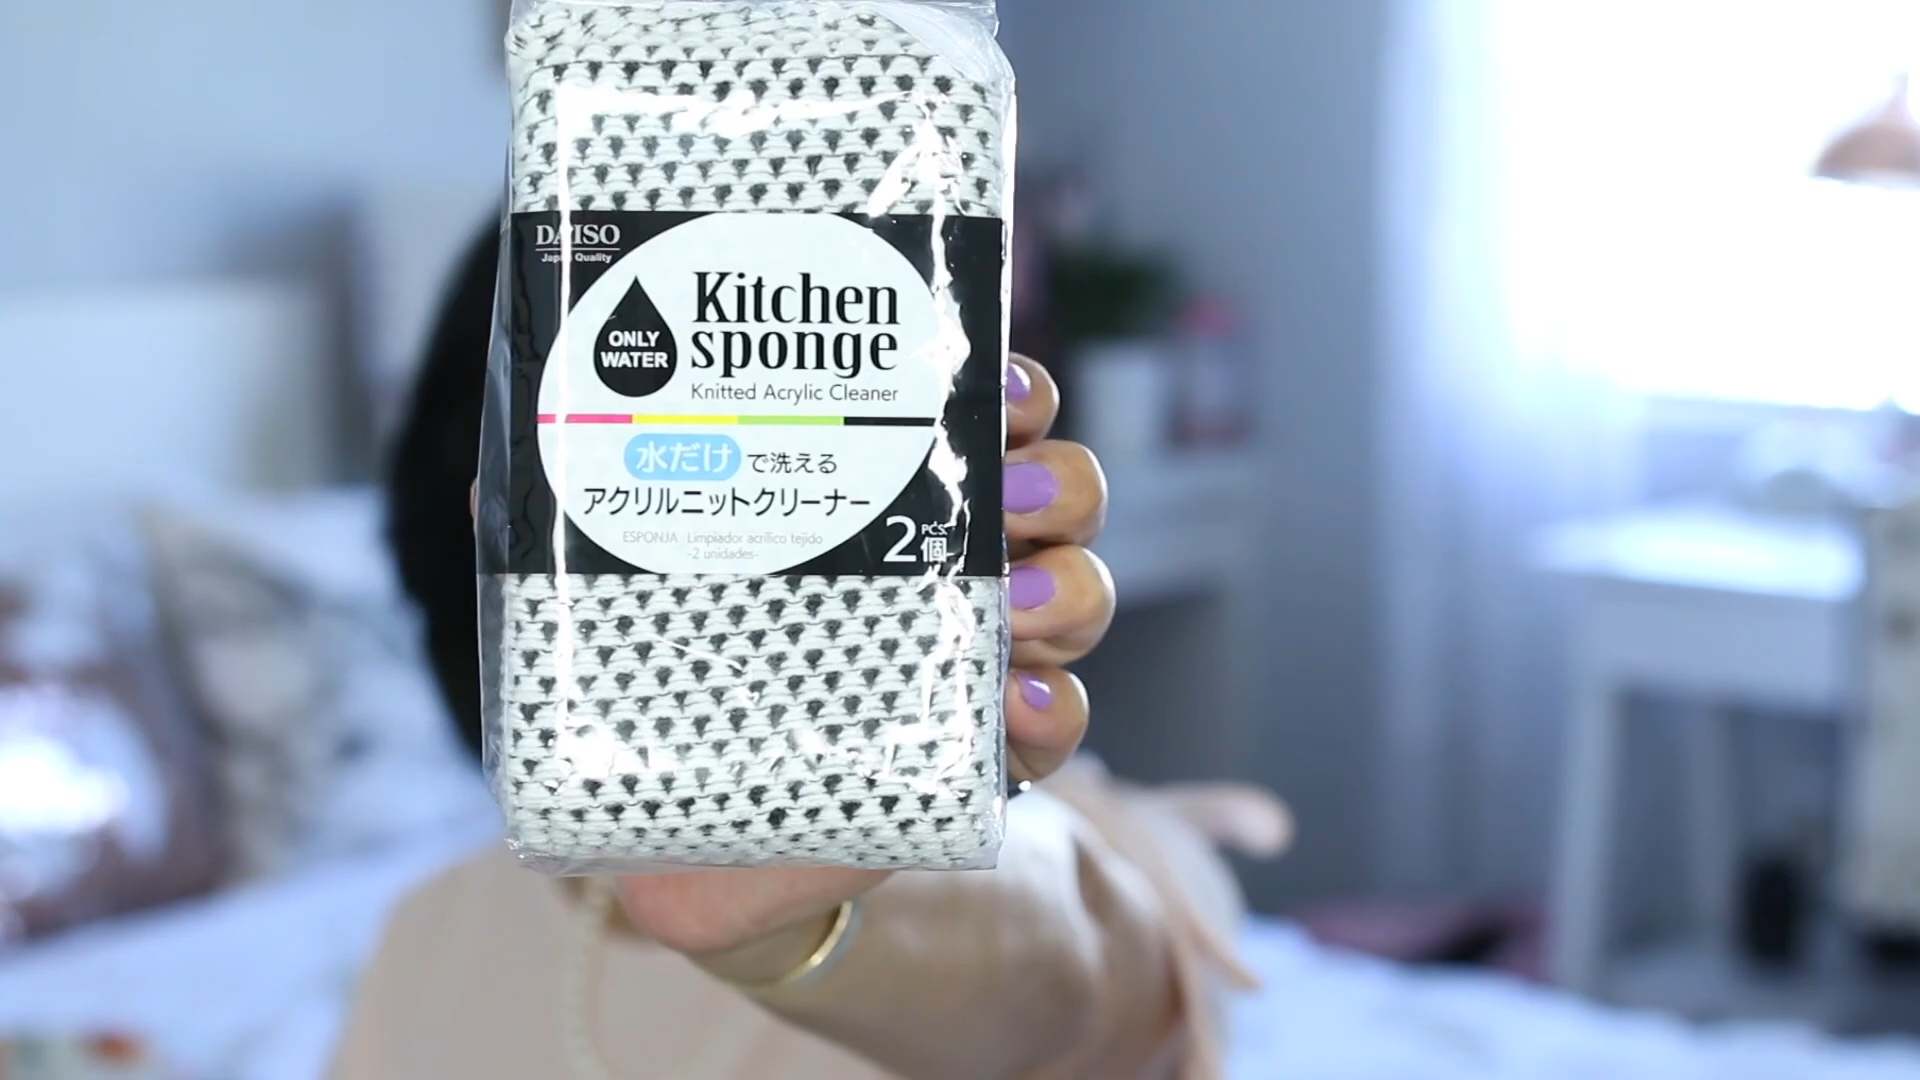 DAISO
Japan Quality
Kitchen
sponge
ONLY
WATER
Knitted Acrylic Cleaner
水だけで洗える
アクリルニットクリーナー
ESPONJA Limpiador acrílico tejido
-2 unidades-
2 PCS.
個